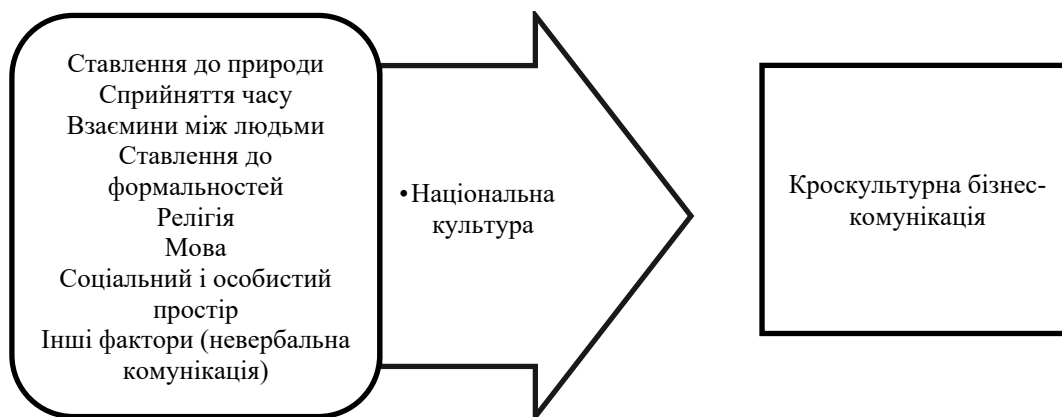 Ставлення до природи
Сприйняття часу
Взаємини між людьми
Ставлення до
формальностей
Релігія
Мова
Соціальний і особистий
простір
Інші фактори (невербальна
комунікація)
•Національна
культура
Кроскультурна бізнес-
комунікація